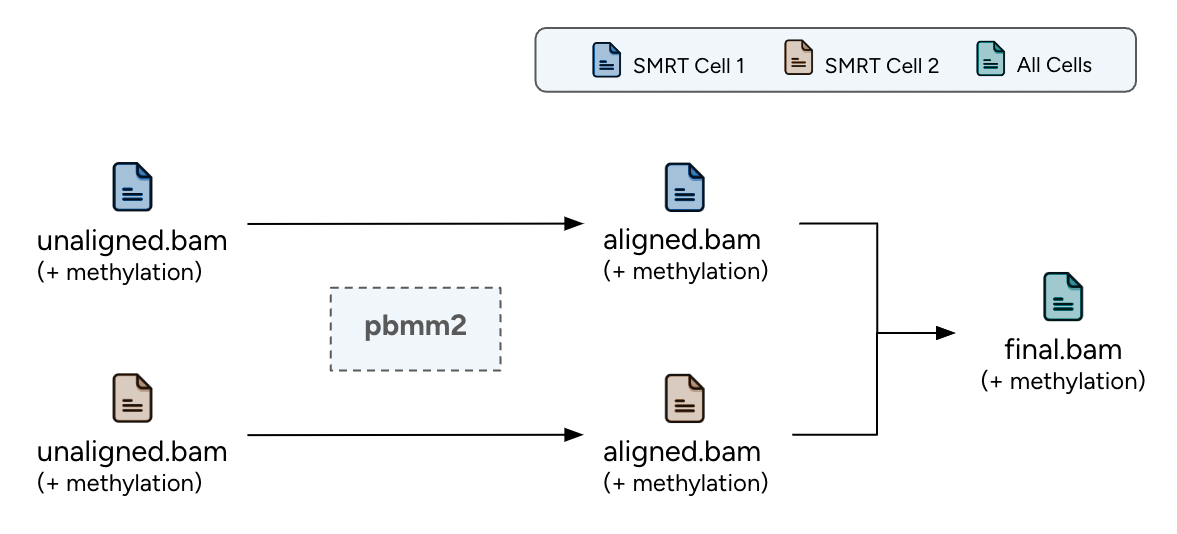 SMRT Cell 1
SMRT Cell 2
All Cells
unaligned.bam
(+ methylation)
aligned.bam
(+ methylation)
pbmm2
final.bam
(+ methylation)
unaligned.bam
(+ methylation)
aligned.bam
(+ methylation)